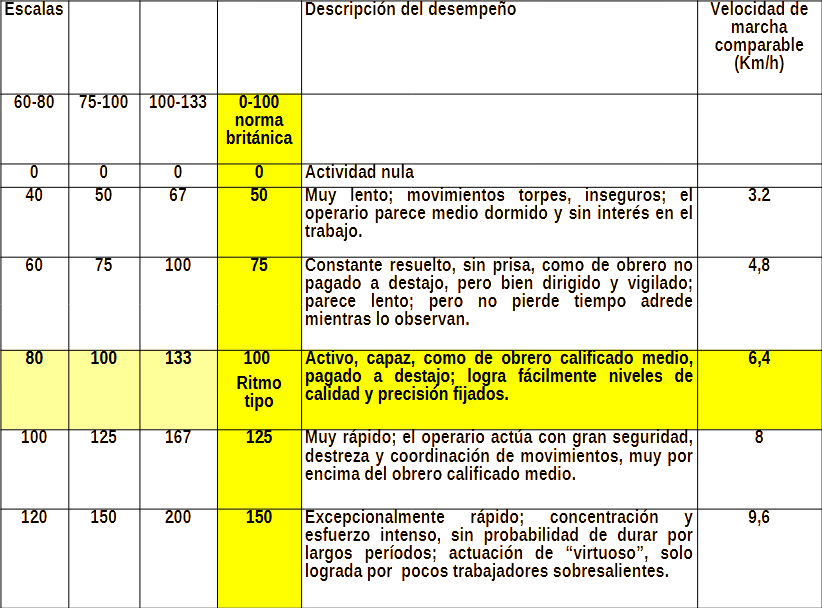 Escalas
Descripción del desempeño
Velocidad de
marcha
comparable
(Km/h)
60-80
75-100
100-133
0-100
norma
británica
0
0
0
0
Actividad nula
40
50
67
50
Muy lento; movimientos torpes, inseguros; el
operario parece medio dormido y sin interés en el
trabajo.
3.2
60
75
100
75
Constante resuelto, sin prisa, como de obrero no
pagado a destajo, pero bien dirigido y vigilado;
parece lento; pero no pierde tiempo adrede
mientras lo observan.
4,8
80
100
133
100
Ritmo
tipo
Activo, capaz, como de obrero calificado medio,
pagado a destajo; logra fácilmente niveles de
calidad y precisión fijados.
6,4
100
125
167
125
Muy rápido; el operario actúa con gran seguridad,
destreza y coordinación de movimientos, muy por
encima del obrero calificado medio.
8
120
150
200
150
Excepcionalmente rápido; concentración y
esfuerzo intenso, sin probabilidad de durar por
largos períodos; actuación de “virtuoso”, solo
lograda por pocos trabajadores sobresalientes.
9,6